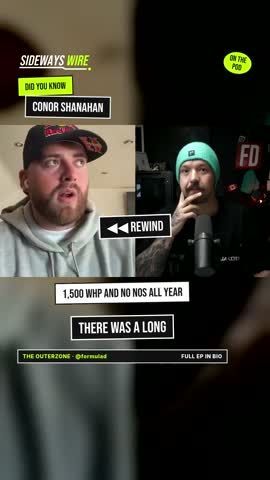 SIDEWAYS WIRE.
ON THE
POD
DID YOU KNOW
CONOR SHANAHAN
FD
REWIND
1,500 WHP AND NO NOS ALL YEAR
THERE WAS A LONG
THE OUTERZONE - @formulad
FULL EP IN BIO